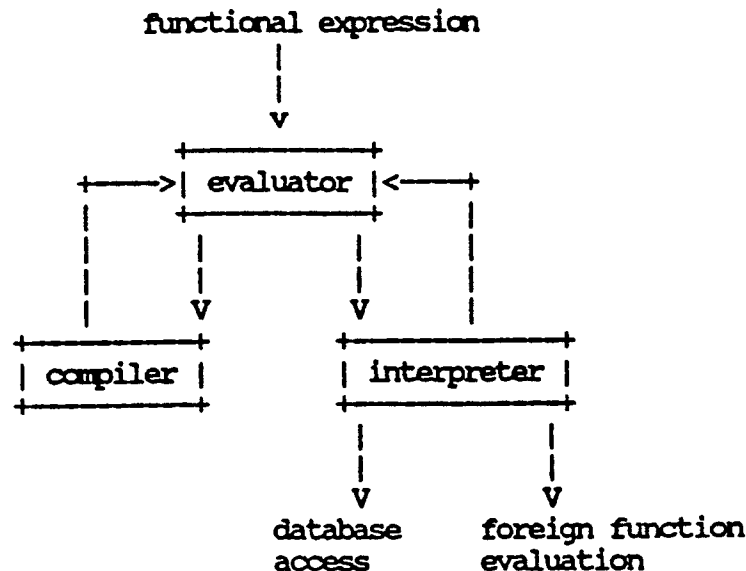 functional expression
evaluator
compiler
interpreter
database access
foreign function evaluation